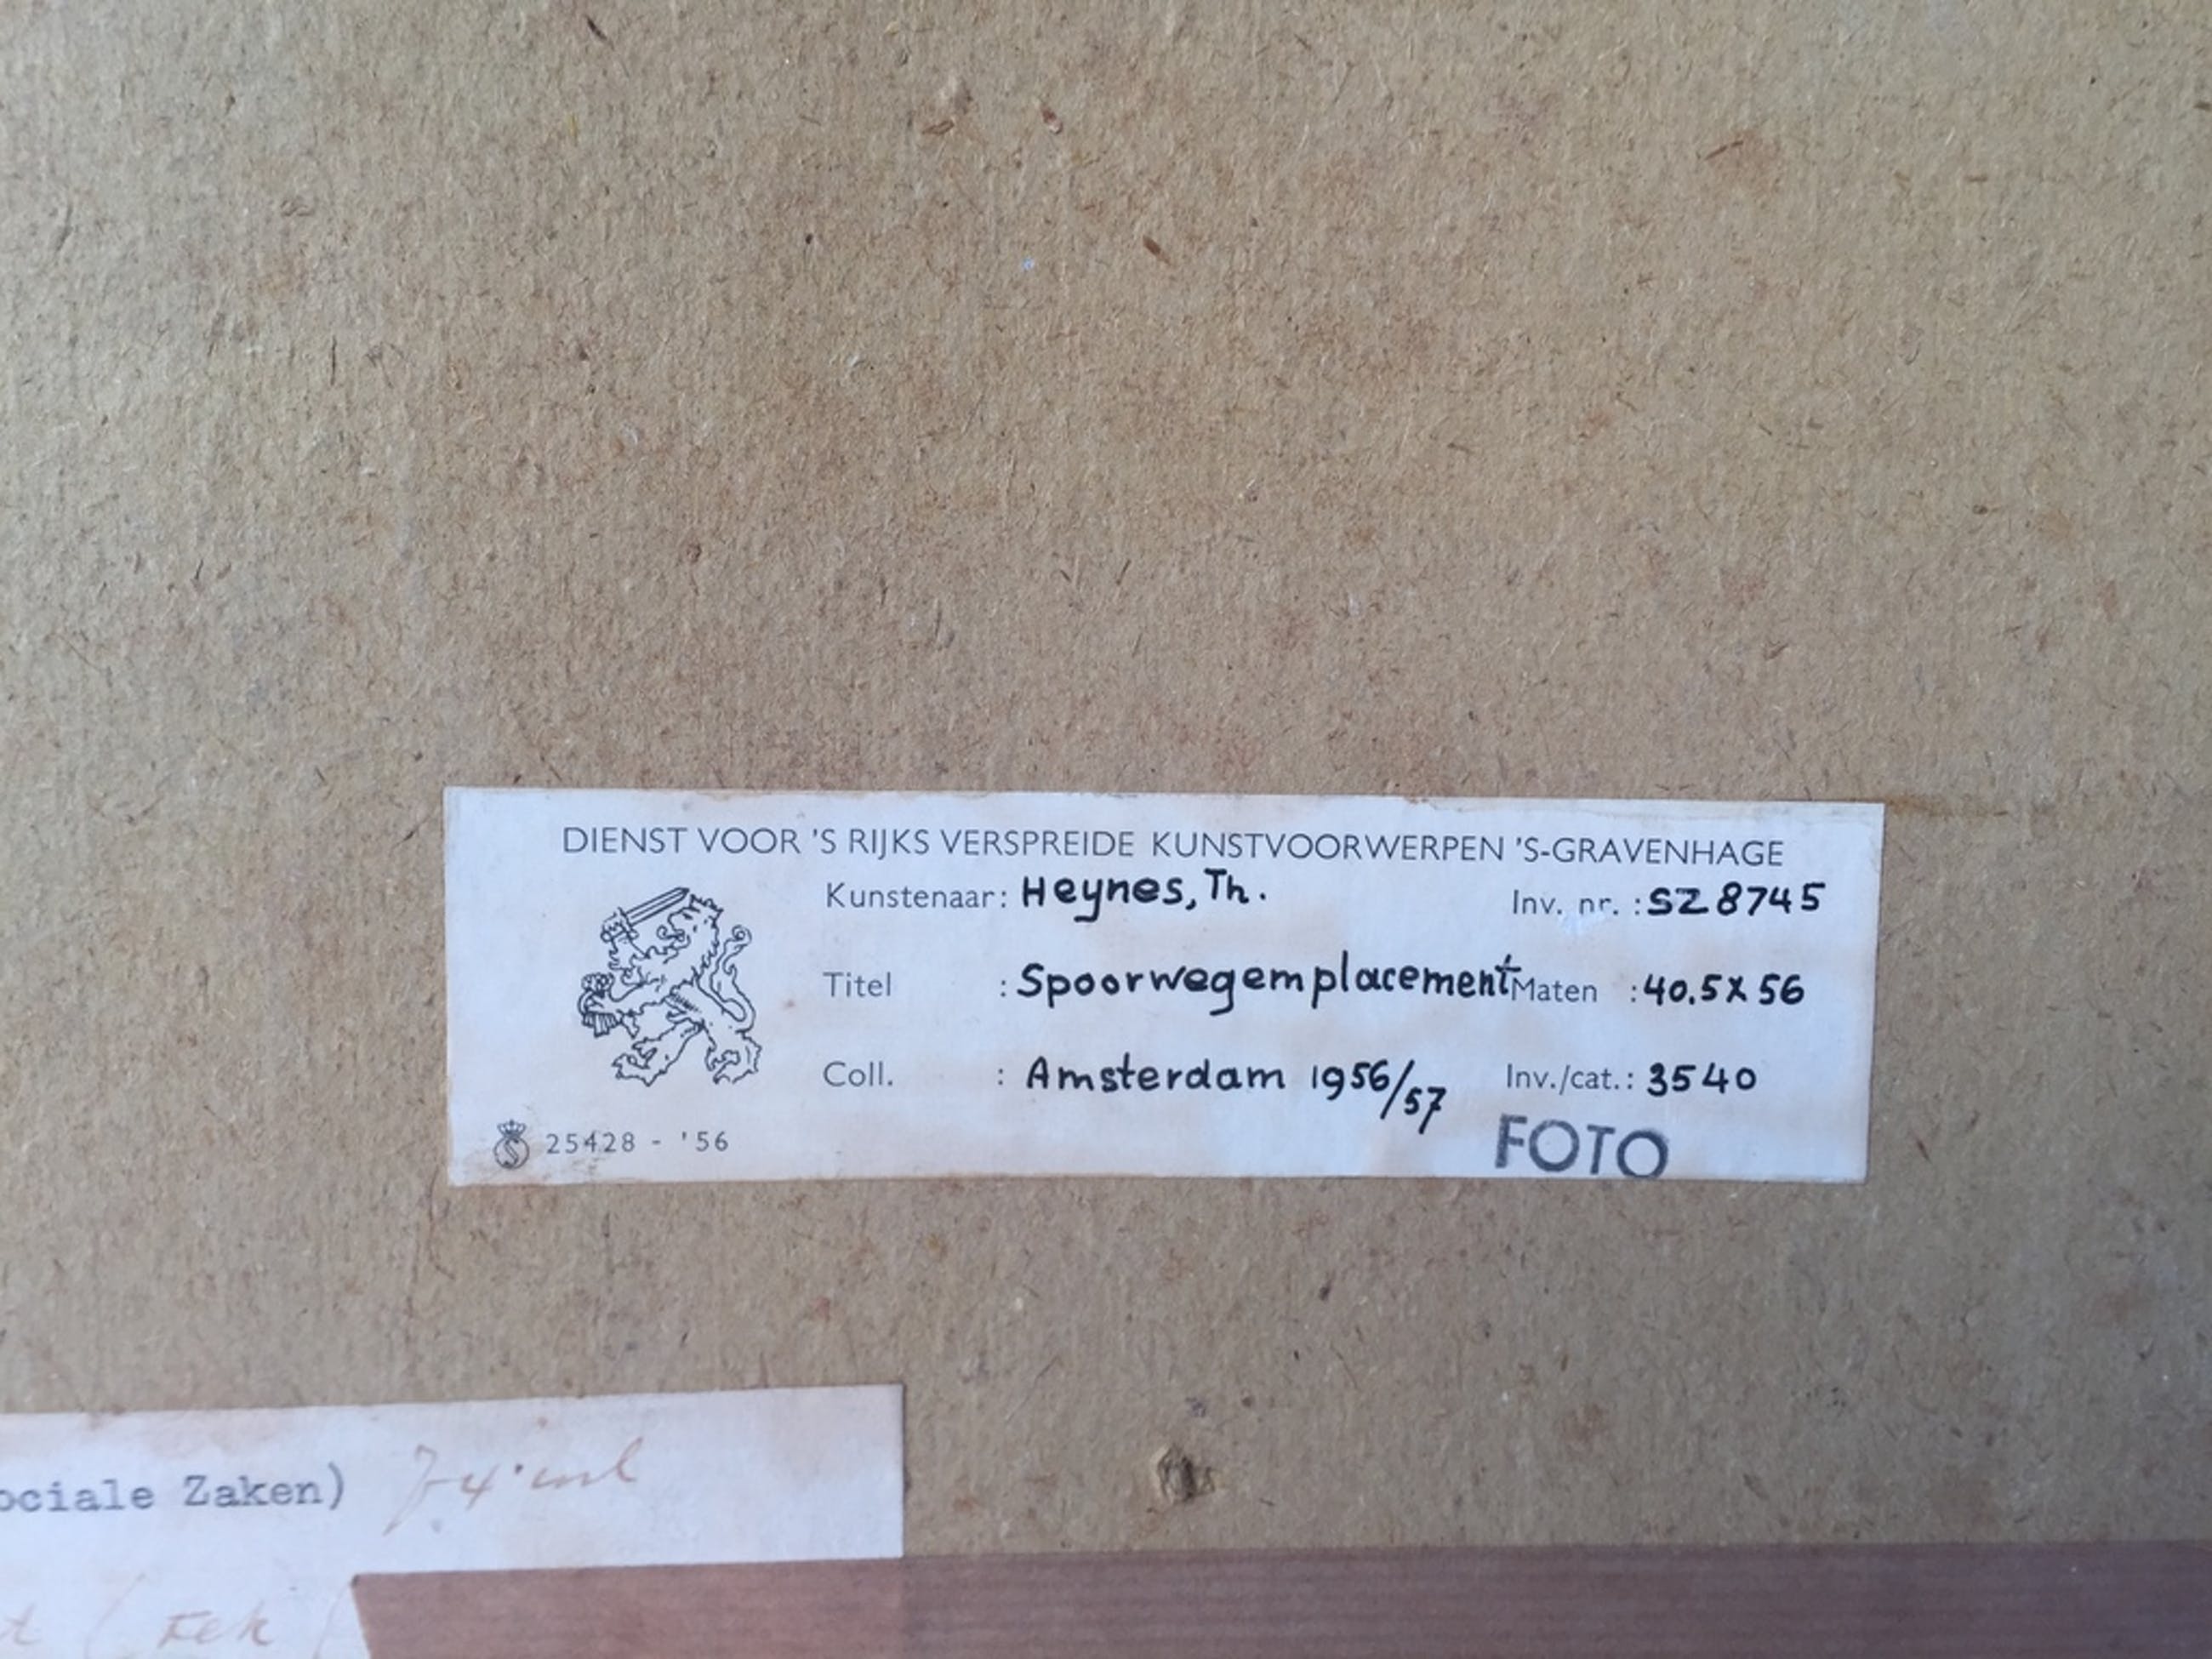 DIENST VOOR 'S RIJKS VERSPREIDE KUNSTVOORWERPEN 'S-GRAVENHAGE
Kunstenaar: Heynes, Th. Inv. nr. : SZ 8745
Titel : Spoorwegemplacement Maten : 40.5 x 56
Coll. : Amsterdam 1956/57 Inv./cat.: 3540
FOTO
25428 - '56
ociale Zaken)